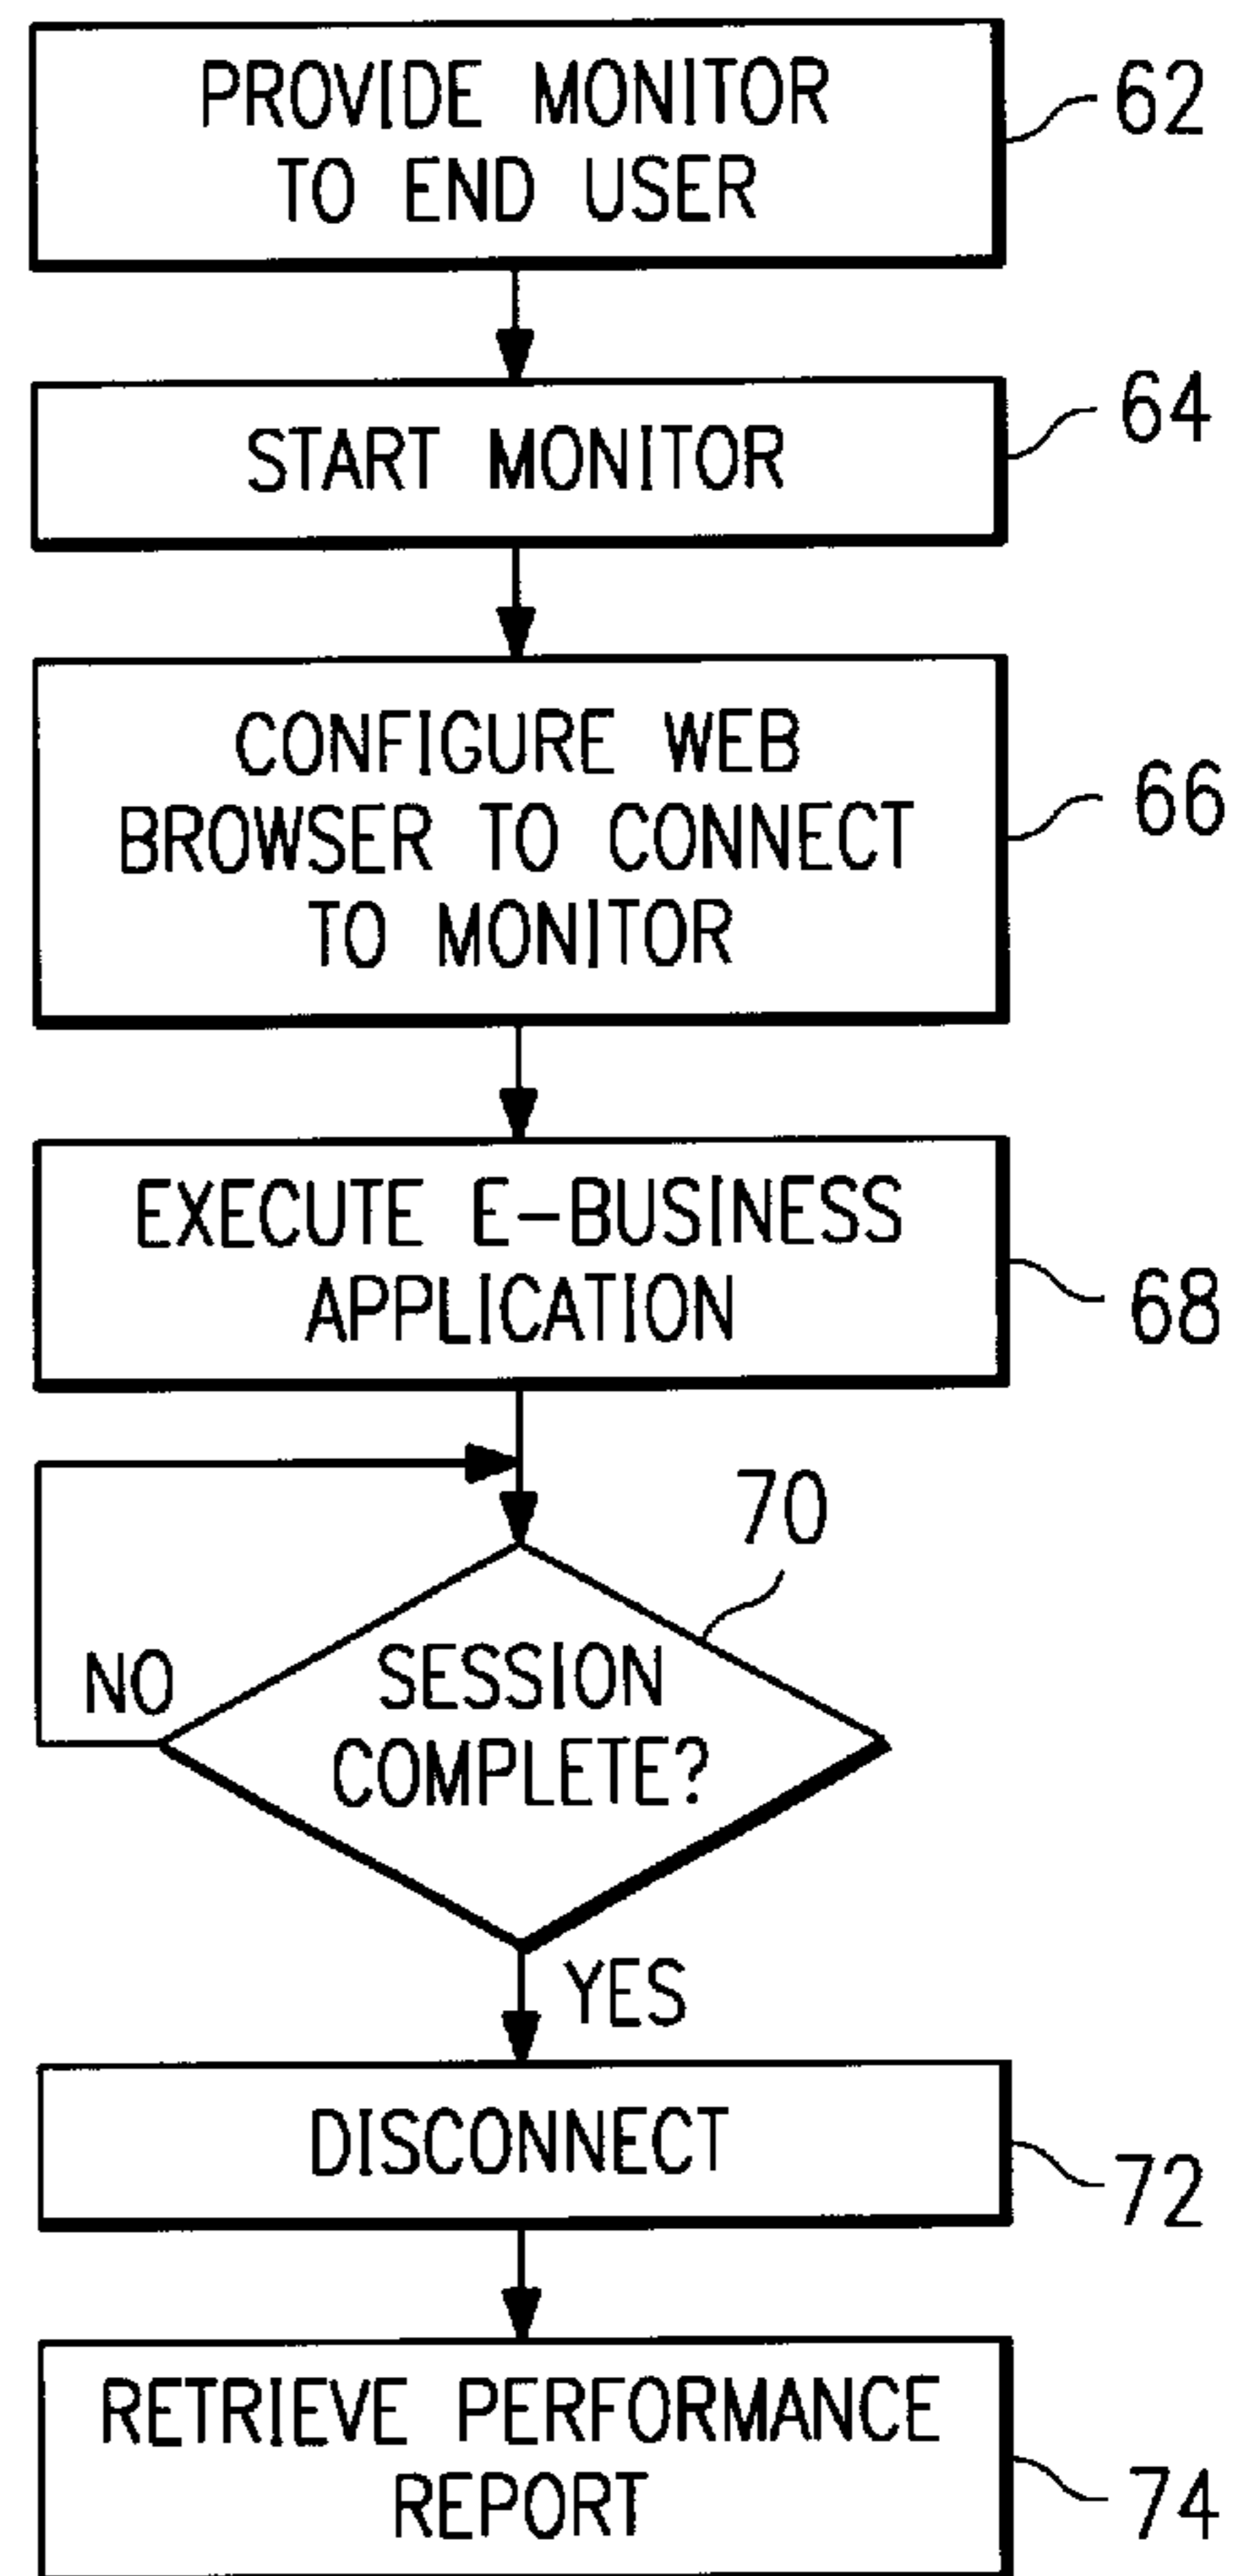 PROVIDE MONITOR
TO END USER
62
START MONITOR
64
CONFIGURE WEB
BROWSER TO CONNECT
TO MONITOR
66
EXECUTE E-BUSINESS
APPLICATION
68
70
NO
SESSION
COMPLETE?
YES
DISCONNECT
72
RETRIEVE PERFORMANCE
REPORT
74